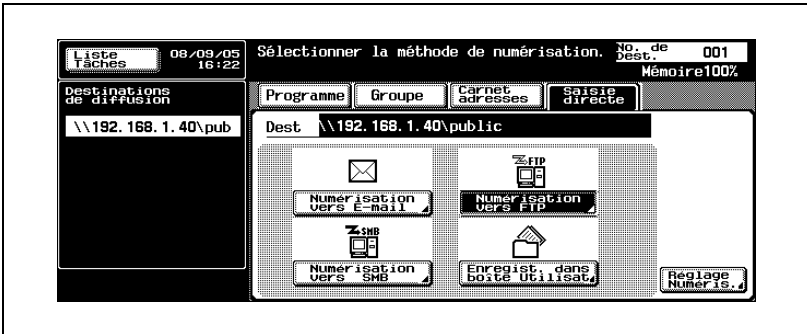 Liste
Tâches
08/09/05
16:22
Sélectionner la méthode de numérisation.
No. de
Dest.
001
Mémoire100%
Destinations
de diffusion
\\192.168.1.40\pub
Programme
Groupe
Carnet
adresses
Saisie
directe
Dest \\192.168.1.40\public
Numérisation
vers E-mail
FTP
Numérisation
vers FTP
SMB
Numérisation
vers SMB
Enregist. dans
boîte Utilisat.
Réglage
Numéris.